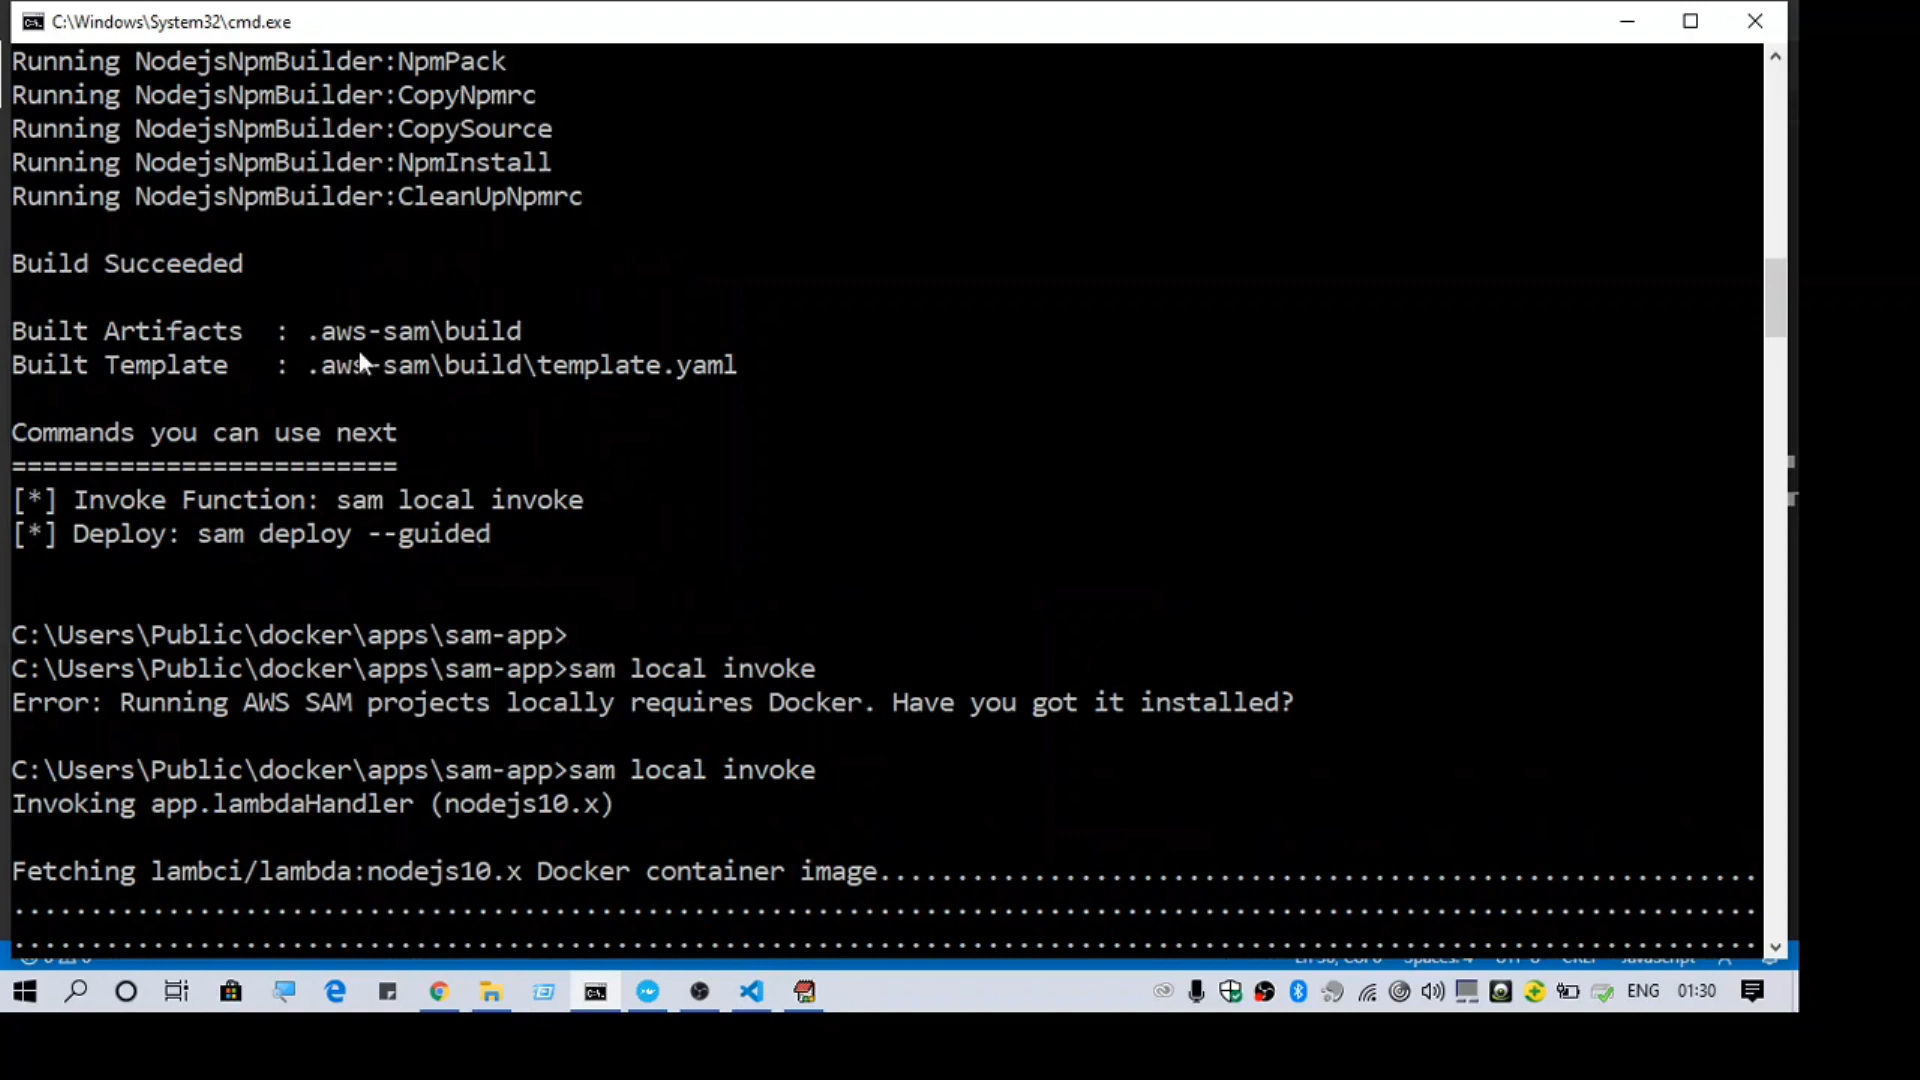 C:\Windows\System32\cmd.exe
Running NodejsNpmBuilder:NpmPack
Running NodejsNpmBuilder:CopyNpmrc
Running NodejsNpmBuilder:CopySource
Running NodejsNpmBuilder:NpmInstall
Running NodejsNpmBuilder:CleanUpNpmrc
Build Succeeded
Built Artifacts  : .aws-sam\build
Built Template   : .aws-sam\build\template.yaml
Commands you can use next
=========================
[*] Invoke Function: sam local invoke
[*] Deploy: sam deploy --guided
C:\Users\Public\docker\apps\sam-app>
C:\Users\Public\docker\apps\sam-app>sam local invoke
Error: Running AWS SAM projects locally requires Docker. Have you got it installed?
C:\Users\Public\docker\apps\sam-app>sam local invoke
Invoking app.lambdaHandler (nodejs10.x)
Fetching lambci/lambda:nodejs10.x Docker container image.........................................................
..................................................................................................................
..................................................................................................................
ENG 01:30